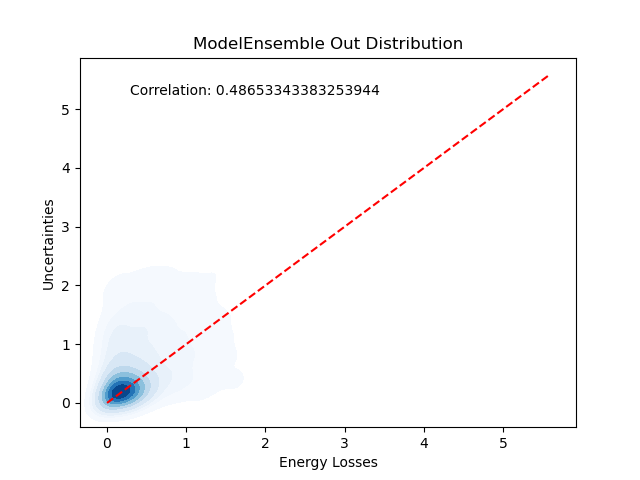 ModelEnsemble Out Distribution
Correlation: 0.48653343383253944
Uncertainties
5
4
3
2
1
0
0 1 2 3 4 5
Energy Losses